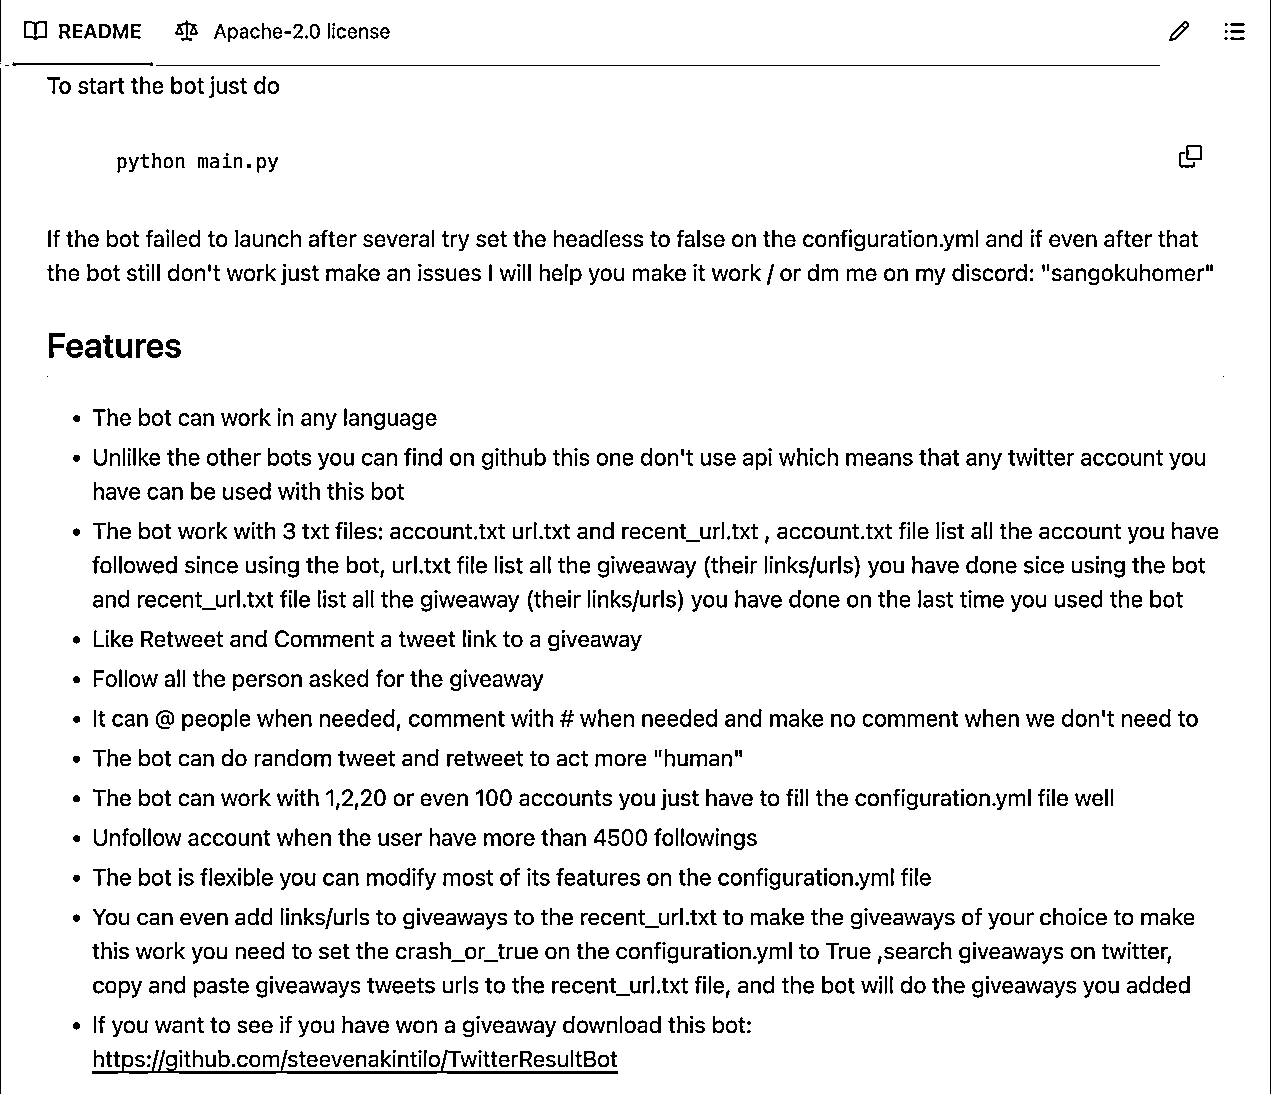 README Apache-2.0 license
To start the bot just do
python main.py
If the bot failed to launch after several try set the headless to false on the configuration.yml and if even after that
the bot still don't work just make an issues I will help you make it work / or dm me on my discord: "sangokuhomer"
Features
• The bot can work in any language
• Unlilke the other bots you can find on github this one don't use api which means that any twitter account you
have can be used with this bot
• The bot work with 3 txt files: account.txt url.txt and recent_url.txt , account.txt file list all the account you have
followed since using the bot, url.txt file list all the giweaway (their links/urls) you have done sice using the bot
and recent_url.txt file list all the giweaway (their links/urls) you have done on the last time you used the bot
• Like Retweet and Comment a tweet link to a giveaway
• Follow all the person asked for the giveaway
• It can @ people when needed, comment with # when needed and make no comment when we don't need to
• The bot can do random tweet and retweet to act more "human"
• The bot can work with 1,2,20 or even 100 accounts you just have to fill the configuration.yml file well
• Unfollow account when the user have more than 4500 followings
• The bot is flexible you can modify most of its features on the configuration.yml file
• You can even add links/urls to giveaways to the recent_url.txt to make the giveaways of your choice to make
this work you need to set the crash_or_true on the configuration.yml to True ,search giveaways on twitter,
copy and paste giveaways tweets urls to the recent_url.txt file, and the bot will do the giveaways you added
• If you want to see if you have won a giveaway download this bot:
https://github.com/steevenakintilo/TwitterResultBot